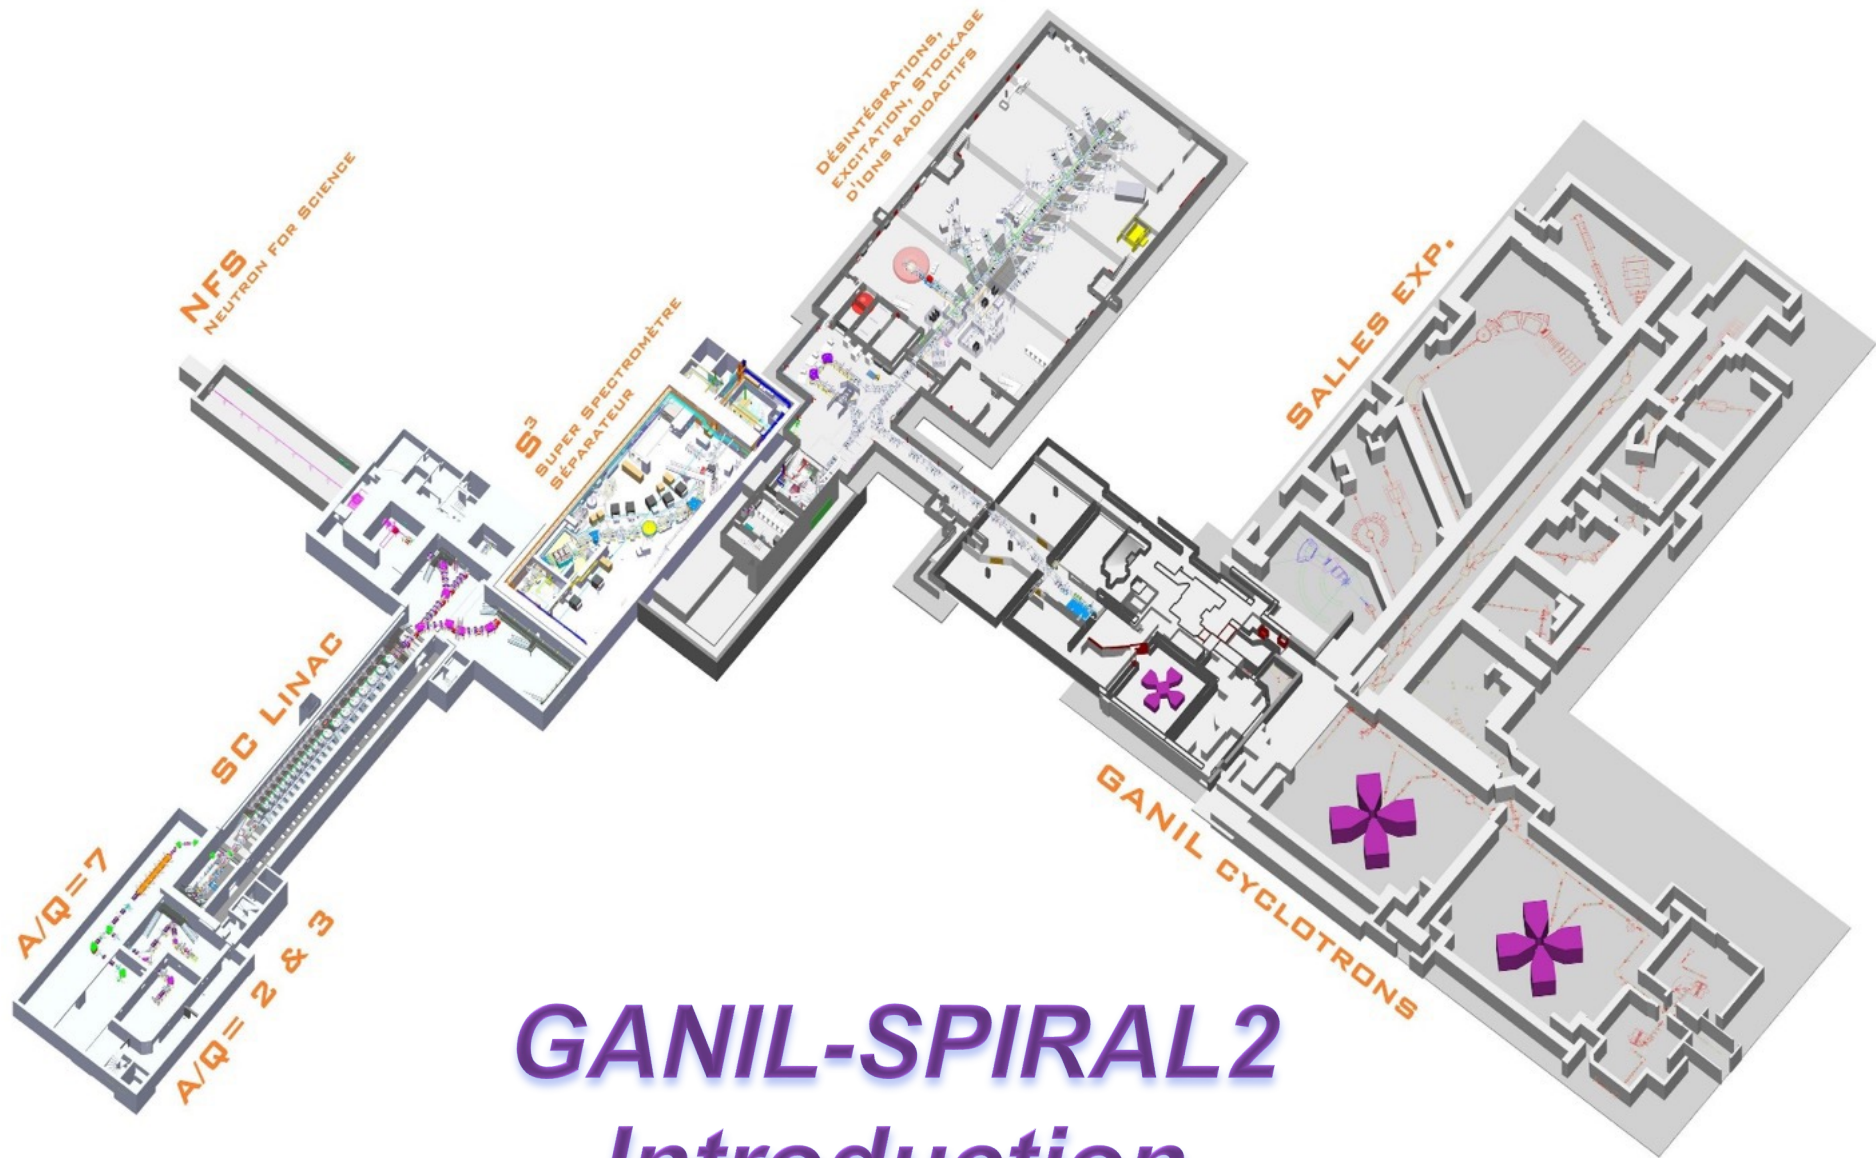 DÉSINTÉGRATIONS,
EXCITATION, STOCKAGE
D'IONS RADIOACTIFS
NFS
NEUTRON FOR SCIENCE
S³
SUPER SPECTROMÈTRE
SÉPARATEUR
SALLES EXP.
SC LINAC
GANIL CYCLOTRONS
A/Q=7
A/Q= 2 & 3
GANIL-SPIRAL2
Introduction